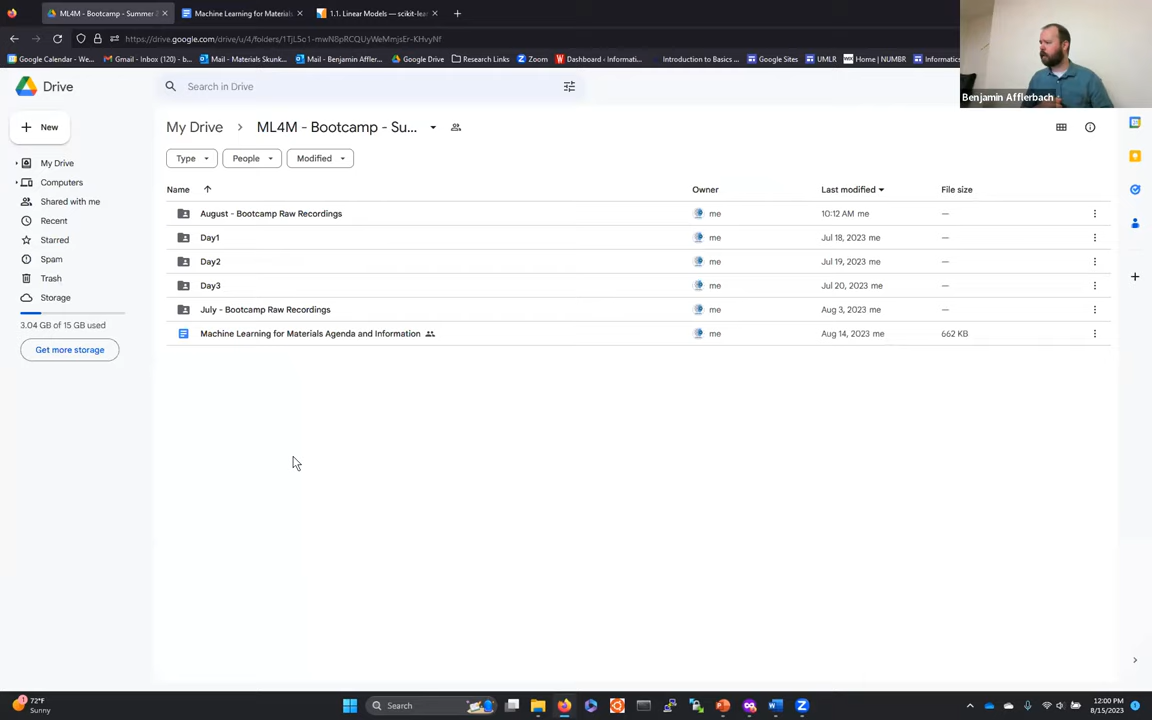 ML4M - Bootcamp - Summer
Machine Learning for Materials
1.1. Linear Models — scikit-lea
https://drive.google.com/drive/u/4/folders/
Google Calendar - We...
Gmail - Inbox (120) - b...
Mail - Materials Skunk...
Mail - Benjamin Affler...
Google Drive
Research Links
Zoom
Dashboard - Informati...
Introduction to Basics ...
Google Sites
UMLR
Home | NUMBR
Informatics
Benjamin Afflerbach
Drive
Search in Drive
New
My Drive
ML4M - Bootcamp - Su...
Type
People
Modified
My Drive
Computers
Shared with me
Recent
Starred
Spam
Trash
Storage
3.04 GB of 15 GB used
Get more storage
Name
Owner
Last modified
File size
August - Bootcamp Raw Recordings
me
10:12 AM me
—
Day1
me
Jul 18, 2023 me
—
Day2
me
Jul 19, 2023 me
—
Day3
me
Jul 20, 2023 me
—
July - Bootcamp Raw Recordings
me
Aug 3, 2023 me
—
Machine Learning for Materials Agenda and Information
me
Aug 14, 2023 me
662 KB
72°F
Sunny
Search
12:00 PM
8/15/2023